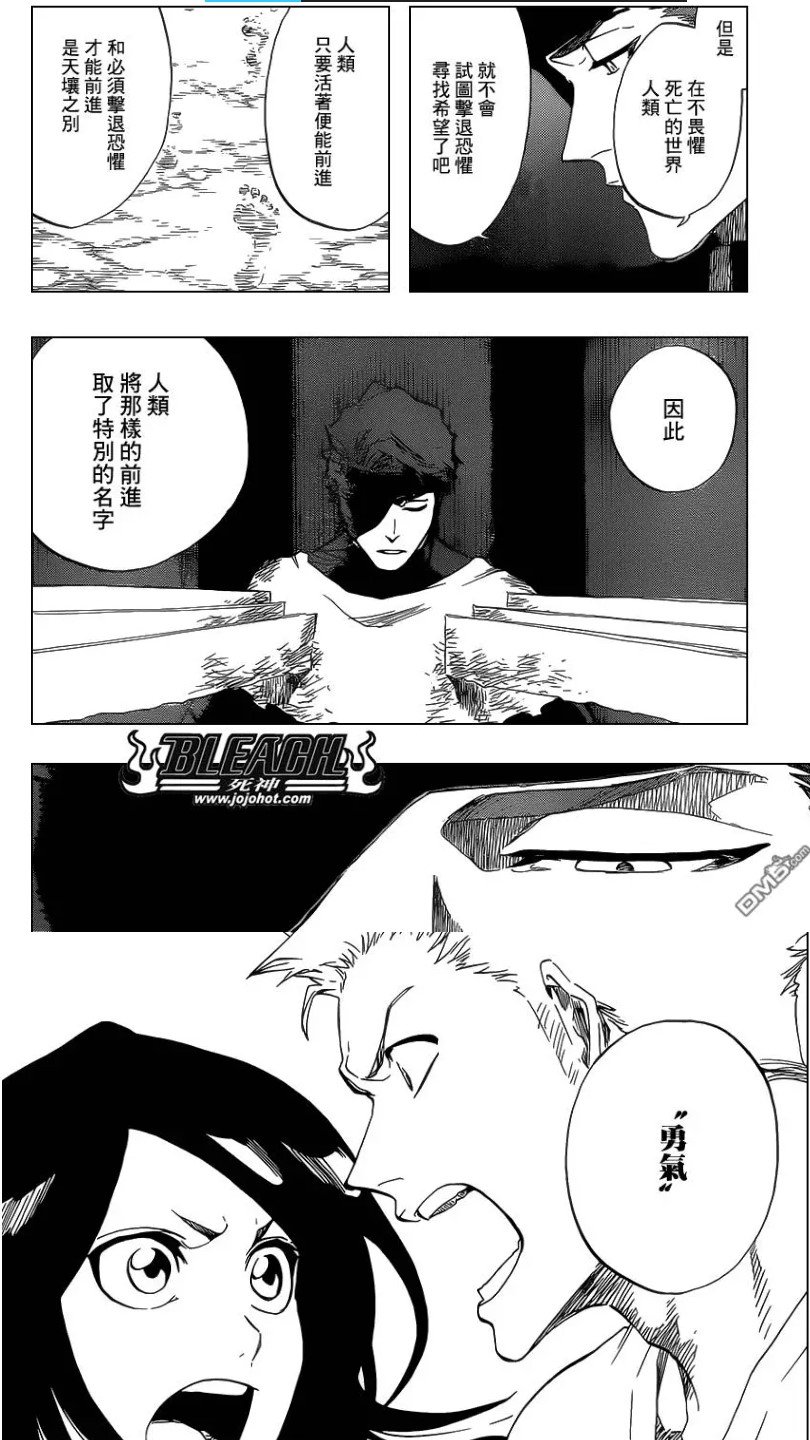 但是
在不畏懼
死亡的世界
人類
就不會
試圖擊退恐懼
尋找希望了吧
人類
只要活著便能前進
和必須擊退恐懼
才能前進
是天壤之別
因此
人類
將那樣的前進
取了特別的名字
BLEACH
死神
www.jojohot.com
DM5.com
〝勇氣〞